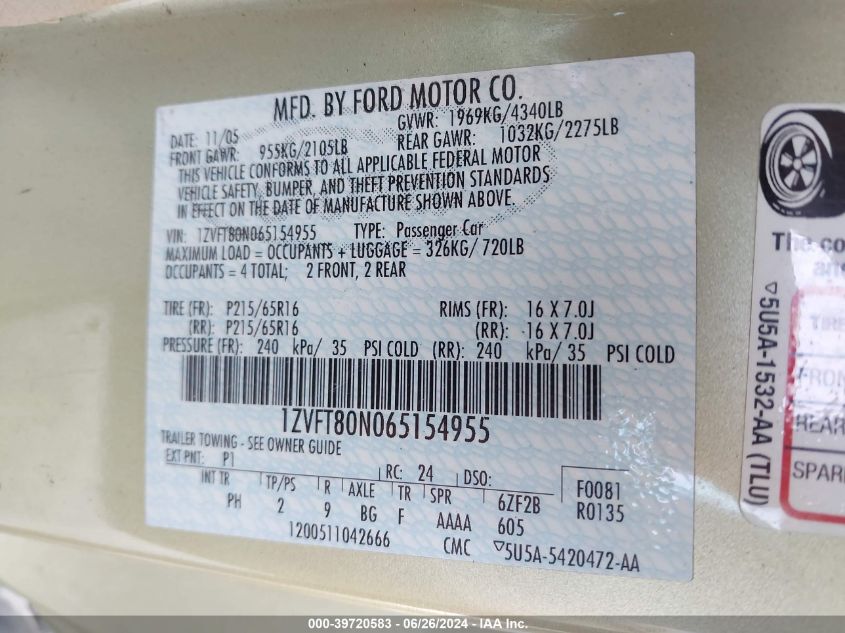 MFD. BY FORD MOTOR CO.
DATE: 11/05 GVWR: 1969KG/4340LB
FRONT GAWR: 955KG/2105LB REAR GAWR: 1032KG/2275LB
THIS VEHICLE CONFORMS TO ALL APPLICABLE FEDERAL MOTOR
VEHICLE SAFETY, BUMPER, AND THEFT PREVENTION STANDARDS
IN EFFECT ON THE DATE OF MANUFACTURE SHOWN ABOVE.
VIN: 1ZVFT80N065154955 TYPE: Passenger Car
MAXIMUM LOAD = OCCUPANTS + LUGGAGE = 326KG/ 720LB
OCCUPANTS = 4 TOTAL; 2 FRONT, 2 REAR
TIRE (FR): P215/65R16 RIMS (FR): 16 X 7.0J
(RR): P215/65R16 (RR): 16 X 7.0J
PRESSURE (FR): 240 kPa/ 35 PSI COLD (RR): 240 kPa/ 35 PSI COLD
1ZVFT80N065154955
TRAILER TOWING - SEE OWNER GUIDE
EXT PNT: P1 RC: 24 DSO:
INT TR TP/PS R AXLE TR SPR 6ZF2B F0081
PH 2 9 BG F AAAA 605 R0135
1200511042666 CMC ▽5U5A-5420472-AA
The co
an
TIRE
FRON
REAR
SPAR
▽5U5A-1532-AA (TLU)
000-39720583 - 06/26/2024 - IAA, Inc.